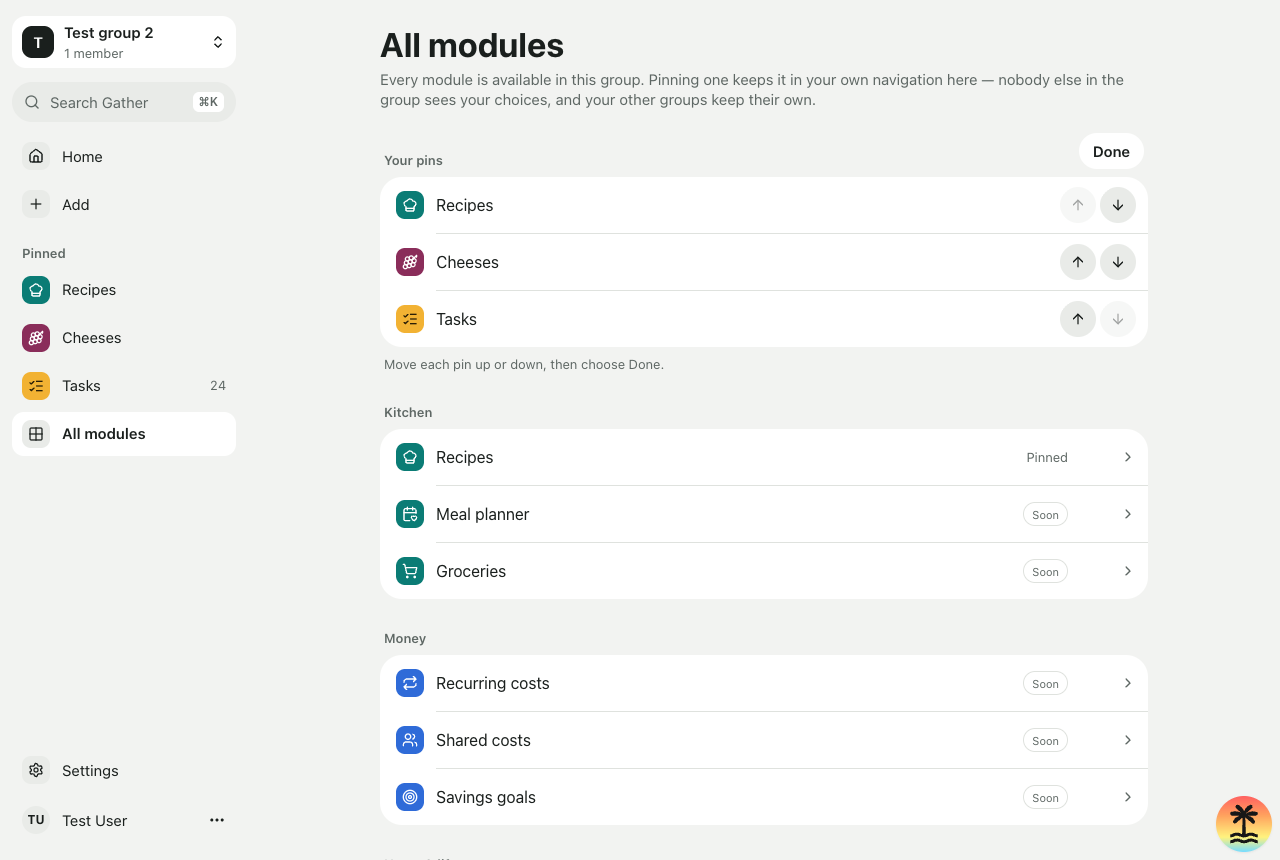 T
Test group 2
1 member
Search Gather
⌘K
Home
Add
Pinned
Recipes
Cheeses
Tasks
24
All modules
Settings
TU
Test User
All modules
Every module is available in this group. Pinning one keeps it in your own navigation here — nobody else in the
group sees your choices, and your other groups keep their own.
Your pins
Done
Recipes
Cheeses
Tasks
Move each pin up or down, then choose Done.
Kitchen
Recipes
Pinned
Meal planner
Soon
Groceries
Soon
Money
Recurring costs
Soon
Shared costs
Soon
Savings goals
Soon